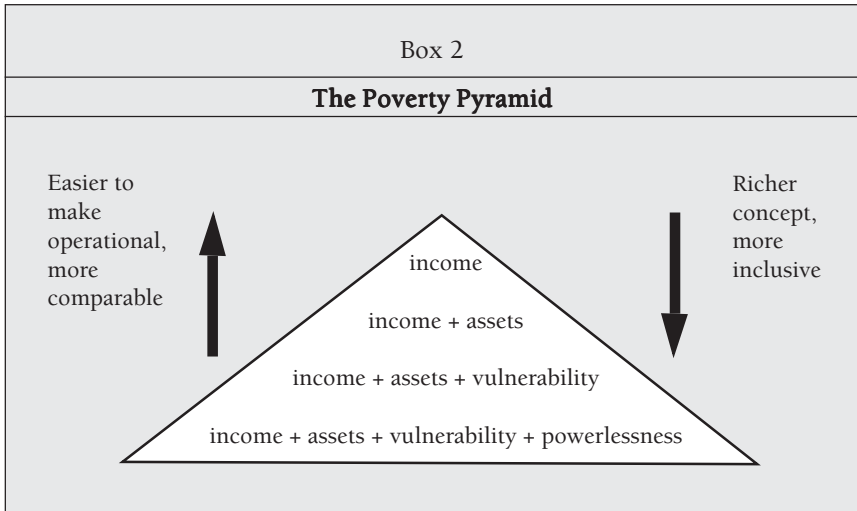 Box 2
The Poverty Pyramid
Easier to
make
operational,
more
comparable
Richer
concept,
more
inclusive
income
income + assets
income + assets + vulnerability
income + assets + vulnerability + powerlessness